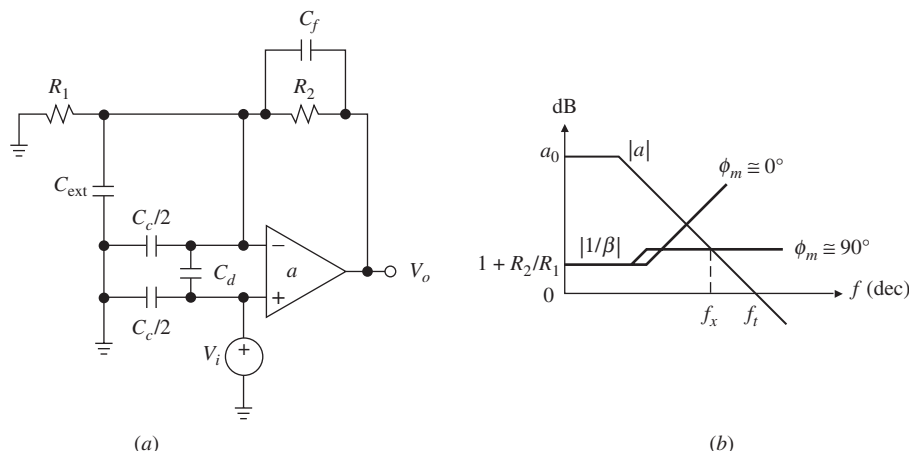 C_f
R_1
R_2
C_ext
C_c/2
C_d
C_c/2
−
+
a
V_o
V_i
+
(a)
dB
a_0
|a|
ϕ_m ≅ 0°
|1/β|
ϕ_m ≅ 90°
1 + R_2/R_1
0
f_x
f_t
f (dec)
(b)